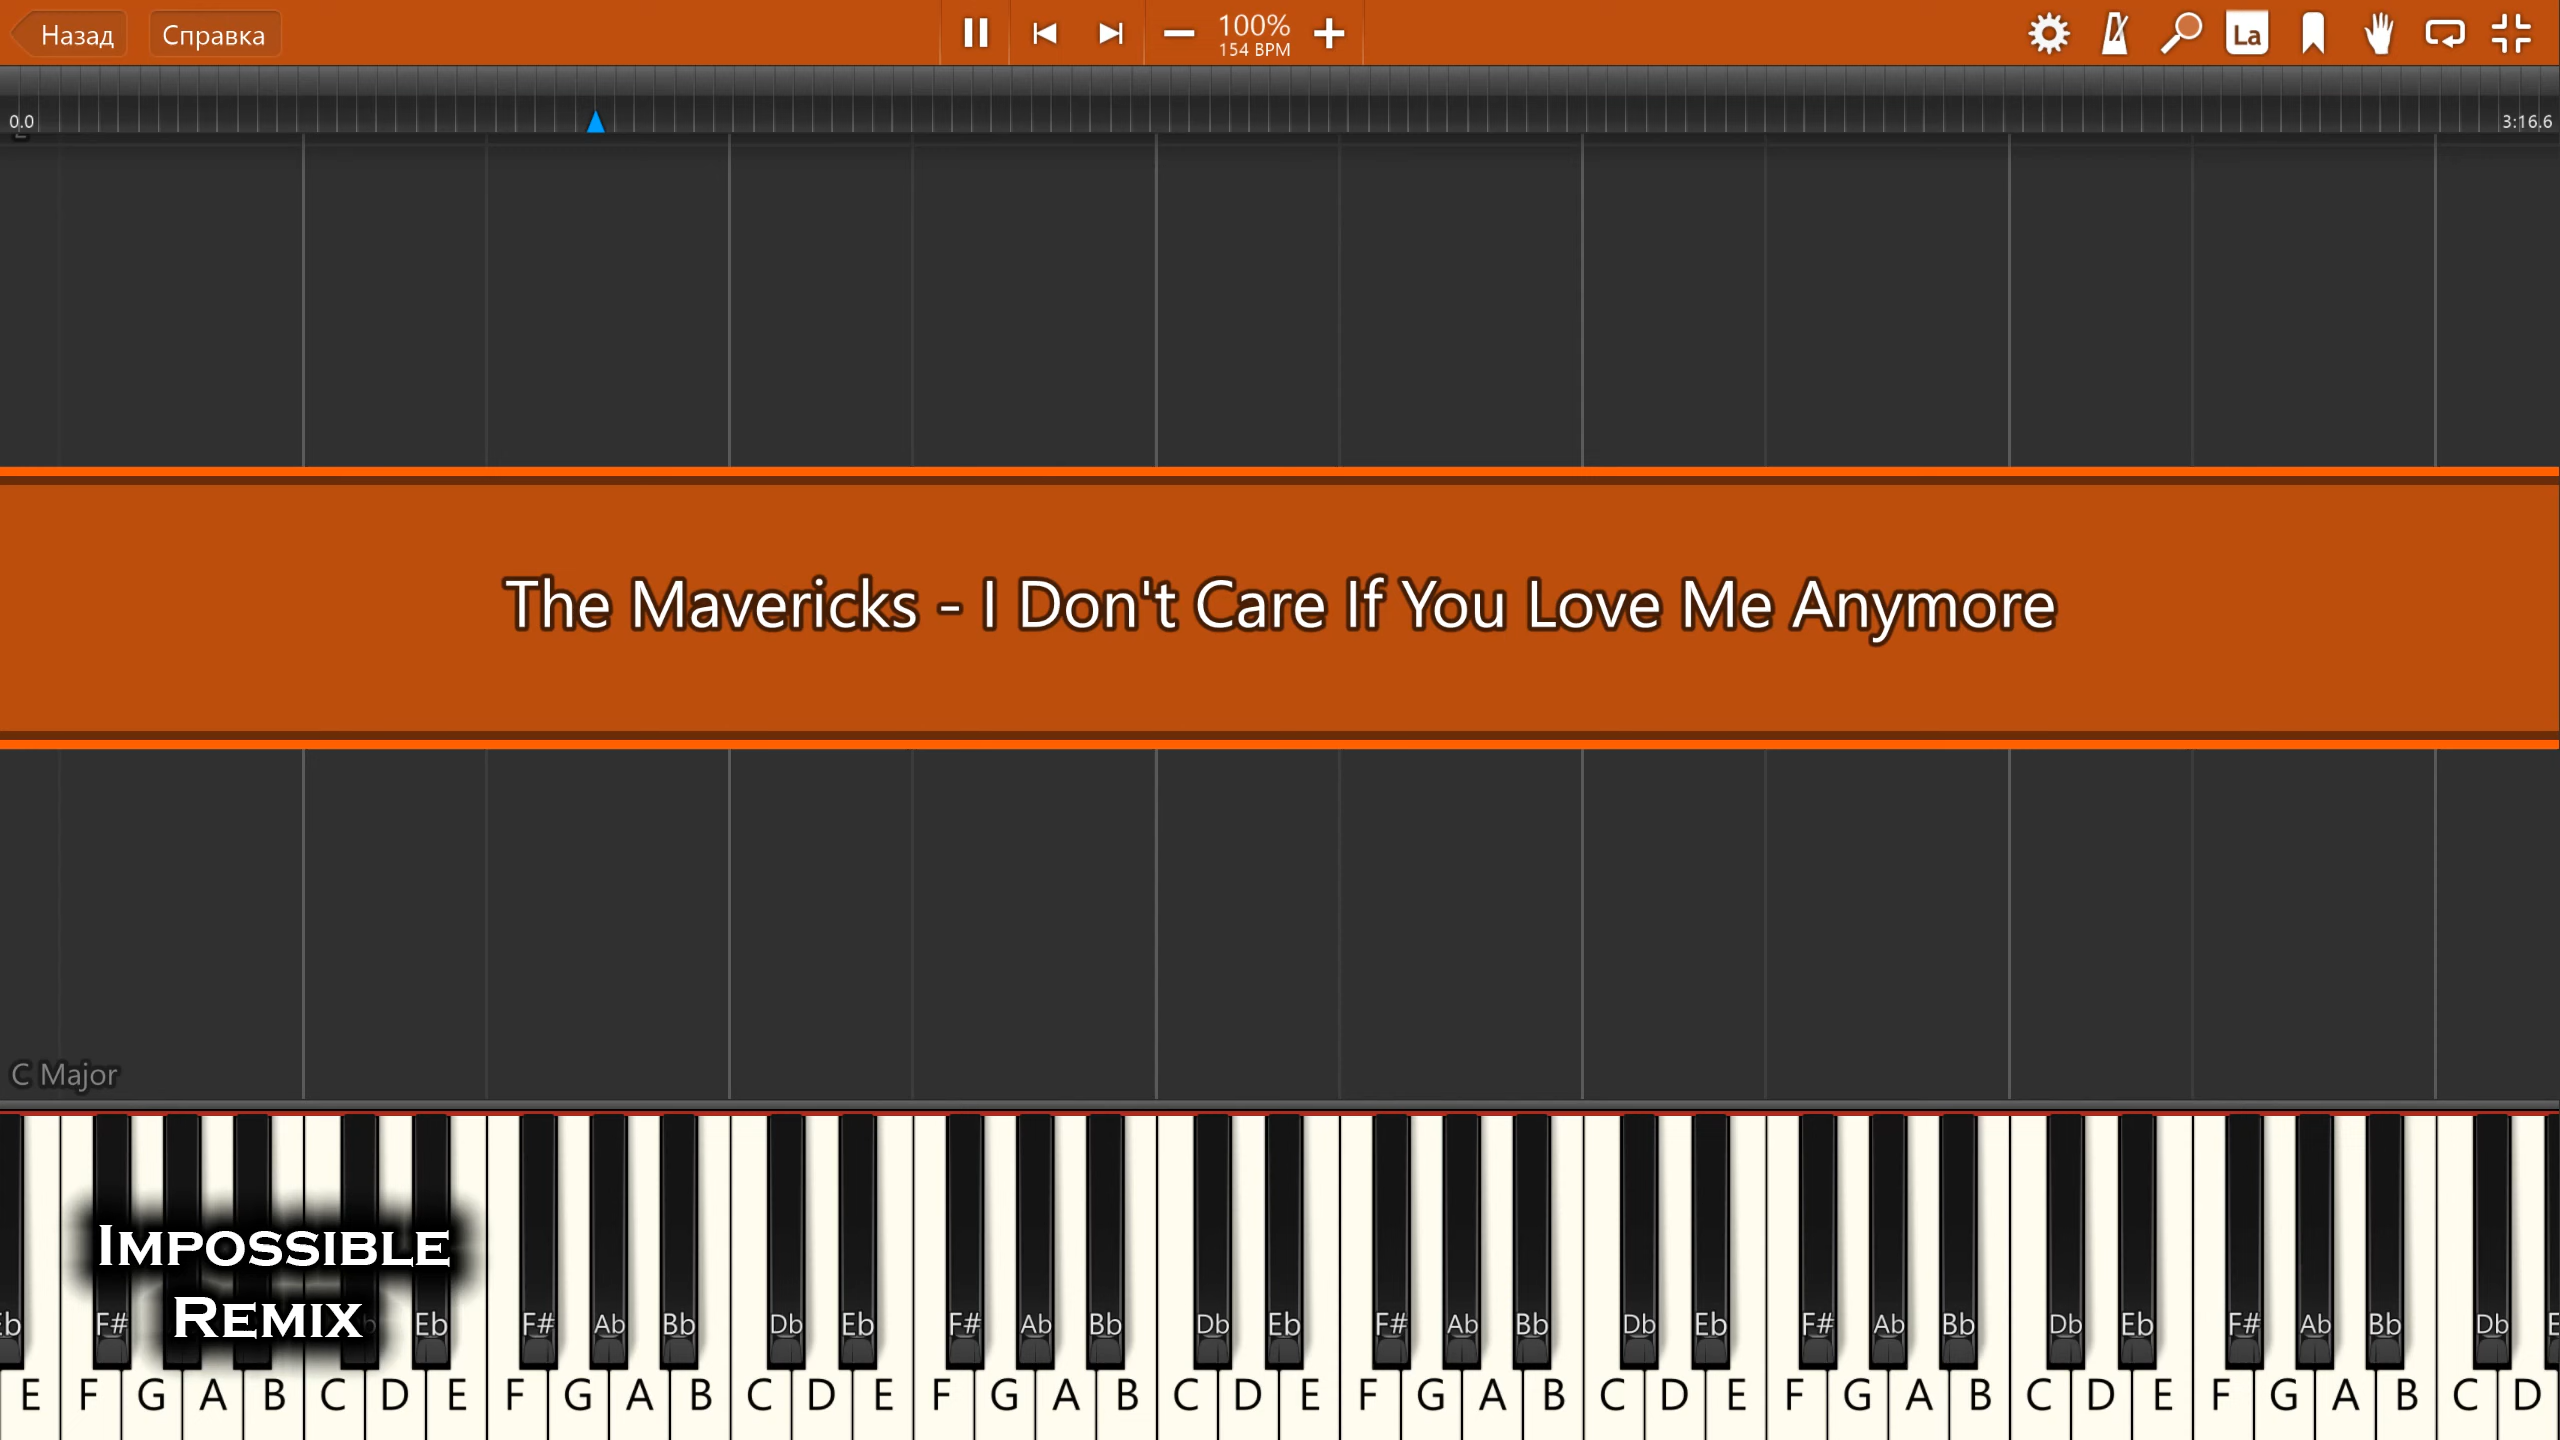 Назад Справка 100% La
154 BPM
0.0 3:16.6
The Mavericks - I Don't Care If You Love Me Anymore
C Major
Impossible
Remix
Eb F# Eb F# Ab Bb Db Eb F# Ab Bb Db Eb F# Ab Bb Db Eb F# Ab Bb Db Eb F# Ab Bb Db
E F G A B C D E F G A B C D E F G A B C D E F G A B C D E F G A B C D E F G A B C D